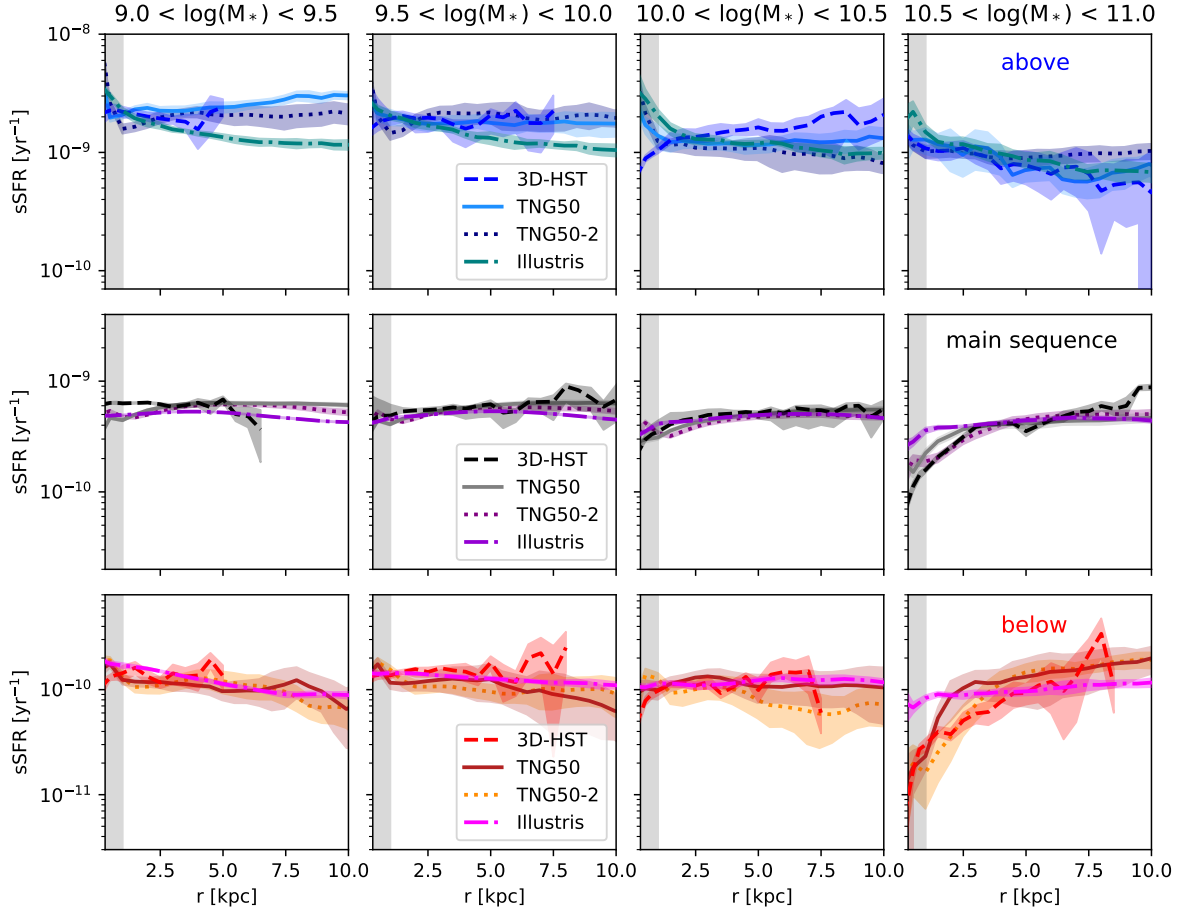 9.0 < log(M∗) < 9.5
9.5 < log(M∗) < 10.0
10.0 < log(M∗) < 10.5
10.5 < log(M∗) < 11.0
10⁻⁸
10⁻⁹
10⁻¹⁰
sSFR [yr⁻¹]
above
3D-HST
TNG50
TNG50-2
Illustris
10⁻⁹
10⁻¹⁰
sSFR [yr⁻¹]
main sequence
3D-HST
TNG50
TNG50-2
Illustris
10⁻¹⁰
10⁻¹¹
sSFR [yr⁻¹]
below
3D-HST
TNG50
TNG50-2
Illustris
2.5 5.0 7.5 10.0
2.5 5.0 7.5 10.0
2.5 5.0 7.5 10.0
2.5 5.0 7.5 10.0
r [kpc]
r [kpc]
r [kpc]
r [kpc]